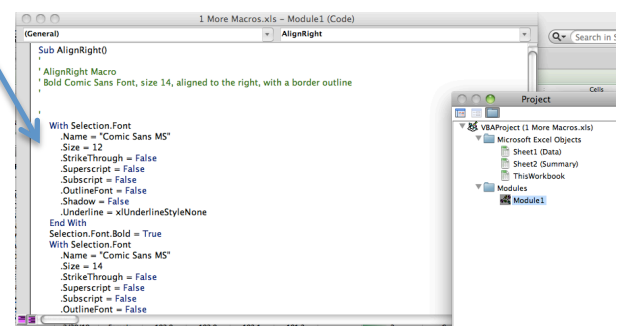 1 More Macros.xls – Module1 (Code)
(General) AlignRight
Sub AlignRight()
'
' AlignRight Macro
' Bold Comic Sans Font, size 14, aligned to the right, with a border outline
'
'
With Selection.Font
.Name = "Comic Sans MS"
.Size = 12
.StrikeThrough = False
.Superscript = False
.Subscript = False
.OutlineFont = False
.Shadow = False
.Underline = xlUnderlineStyleNone
End With
Selection.Font.Bold = True
With Selection.Font
.Name = "Comic Sans MS"
.Size = 14
.StrikeThrough = False
.Superscript = False
.Subscript = False
.OutlineFont = False
Search in S
Cells
Project
VBAProject (1 More Macros.xls)
Microsoft Excel Objects
Sheet1 (Data)
Sheet2 (Summary)
ThisWorkbook
Modules
Module1